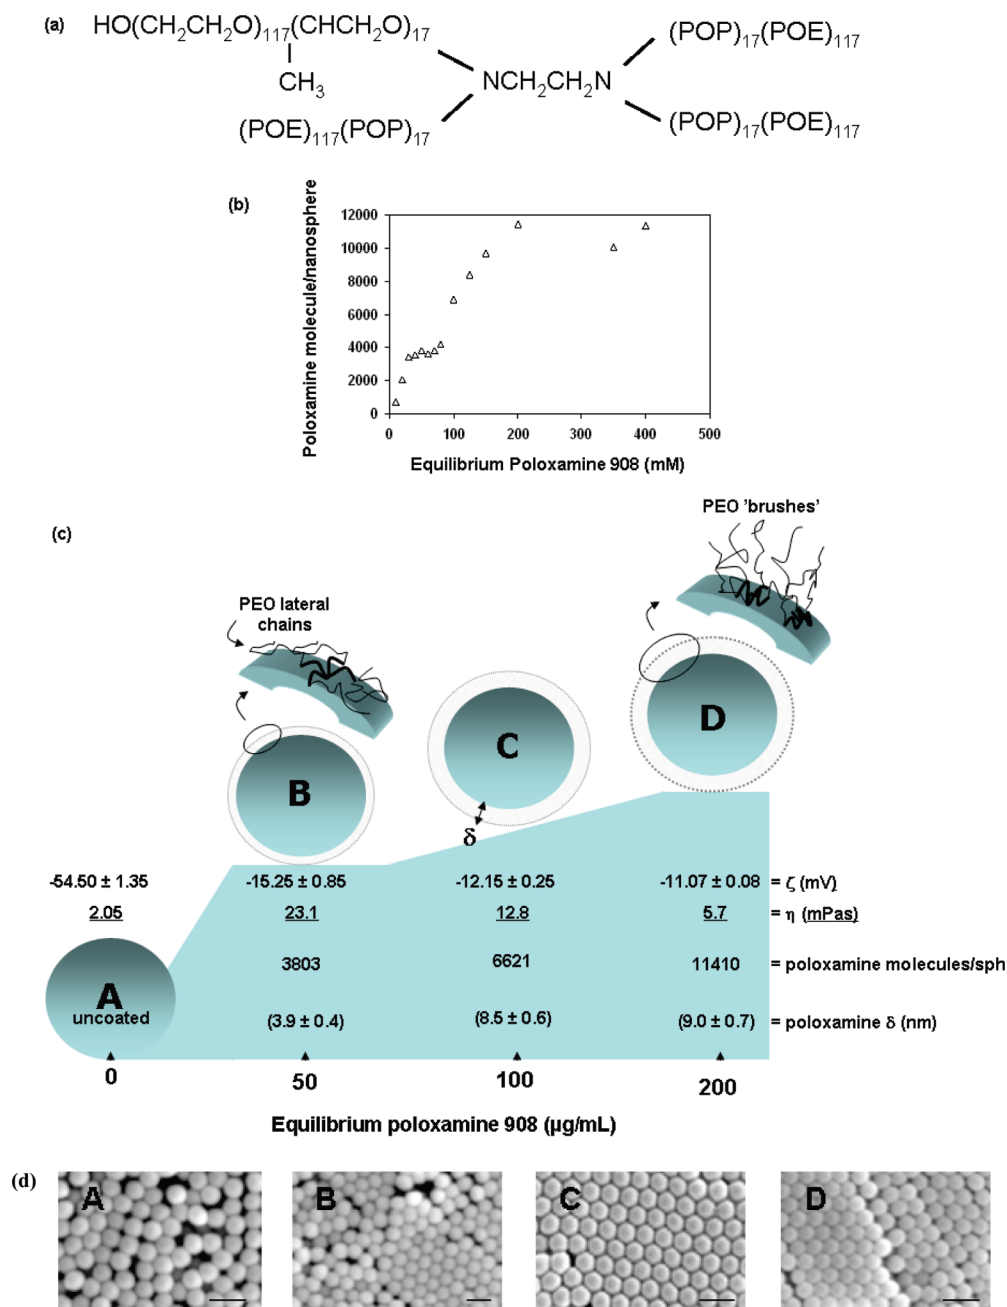 (a)
HO(CH₂CH₂O)₁₁₇(CHCH₂O)₁₇
CH₃
(POE)₁₁₇(POP)₁₇
NCH₂CH₂N
(POP)₁₇(POE)₁₁₇
(POP)₁₇(POE)₁₁₇
(b)
Poloxamine molecule/nanosphere
12000
10000
8000
6000
4000
2000
0
0 100 200 300 400 500
Equilibrium Poloxamine 908 (mM)
(c)
PEO 'brushes'
PEO lateral
chains
B
C
D
δ
-54.50 ± 1.35 -15.25 ± 0.85 -12.15 ± 0.25 -11.07 ± 0.08 = ζ (mV)
2.05 23.1 12.8 5.7 = η (mPas)
3803 6621 11410 = poloxamine molecules/sph
A
uncoated
(3.9 ± 0.4) (8.5 ± 0.6) (9.0 ± 0.7) = poloxamine δ (nm)
0 50 100 200
Equilibrium poloxamine 908 (μg/mL)
(d)
A
B
C
D